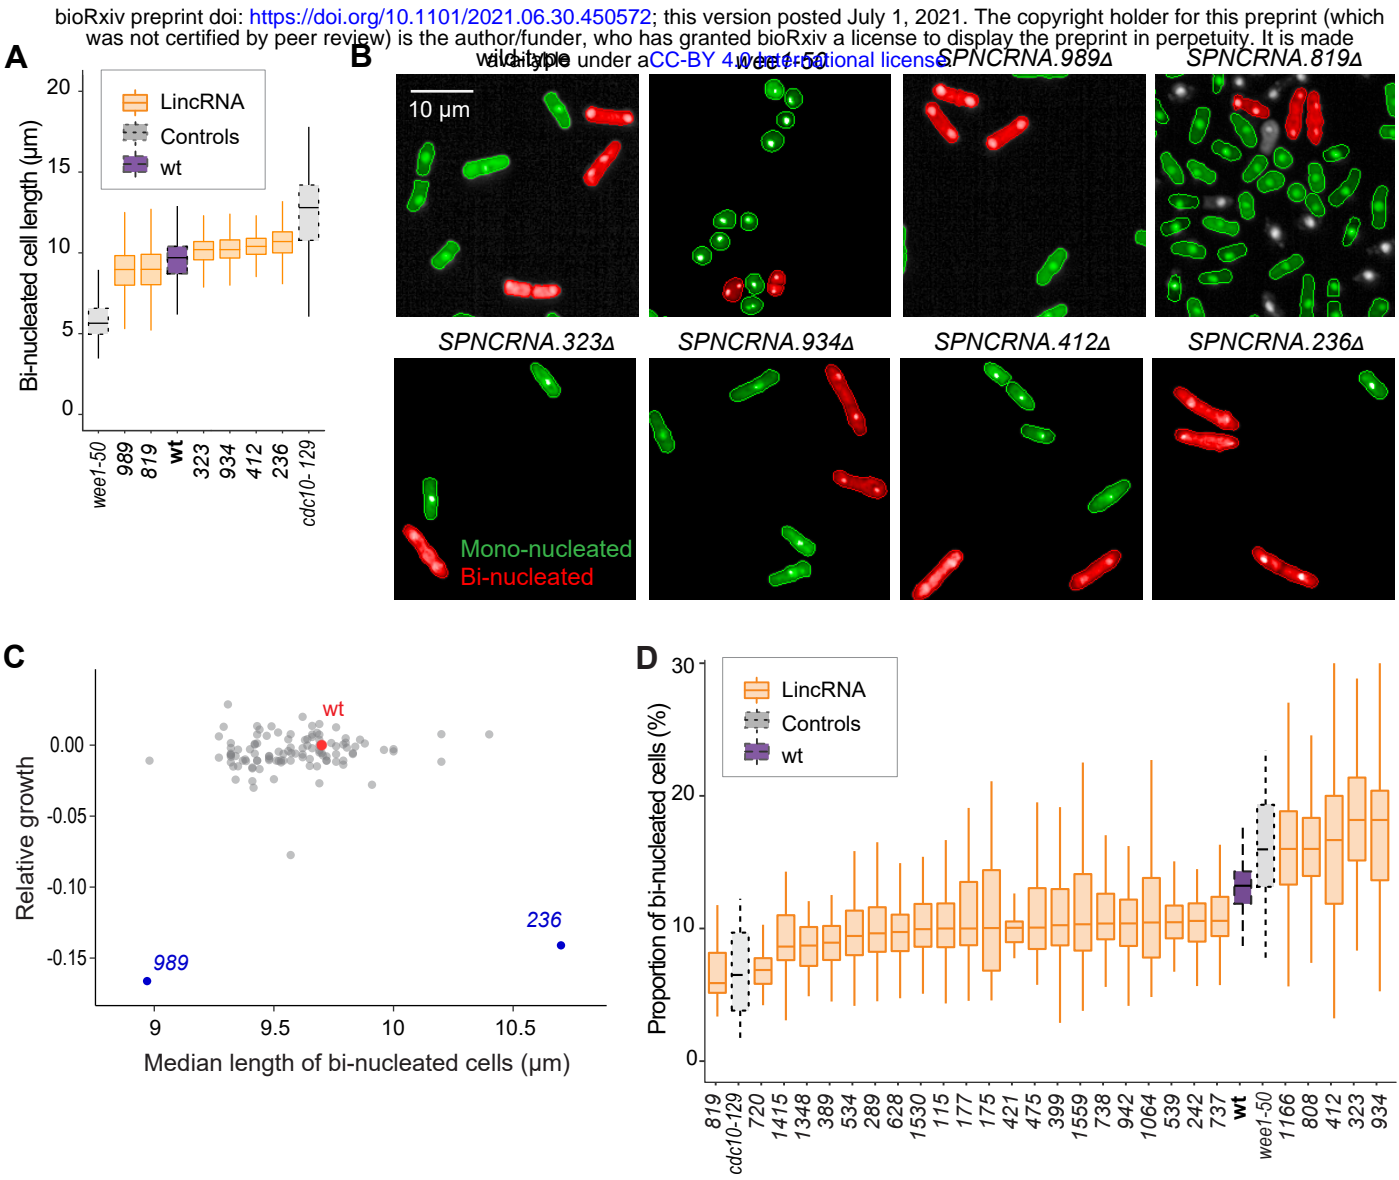 bioRxiv preprint doi: https://doi.org/10.1101/2021.06.30.450572; this version posted July 1, 2021. The copyright holder for this preprint (which
was not certified by peer review) is the author/funder, who has granted bioRxiv a license to display the preprint in perpetuity. It is made
available under aCC-BY 4.0 International license.
A
Bi-nucleated cell length (µm)
20
15
10
5
0
LincRNA
Controls
wt
wee1-50
989
819
wt
323
934
412
236
cdc10-129
B
wild-type
wee1-50
SPNCRNA.989Δ
SPNCRNA.819Δ
10 µm
SPNCRNA.323Δ
SPNCRNA.934Δ
SPNCRNA.412Δ
SPNCRNA.236Δ
Mono-nucleated
Bi-nucleated
C
Relative growth
0.00
-0.05
-0.10
-0.15
wt
236
989
9
9.5
10
10.5
Median length of bi-nucleated cells (µm)
D
Proportion of bi-nucleated cells (%)
30
20
10
0
LincRNA
Controls
wt
819
cdc10-129
720
1415
1348
389
534
289
628
1530
115
177
175
421
475
399
1559
738
942
1064
539
242
737
wt
wee1-50
1166
808
412
323
934